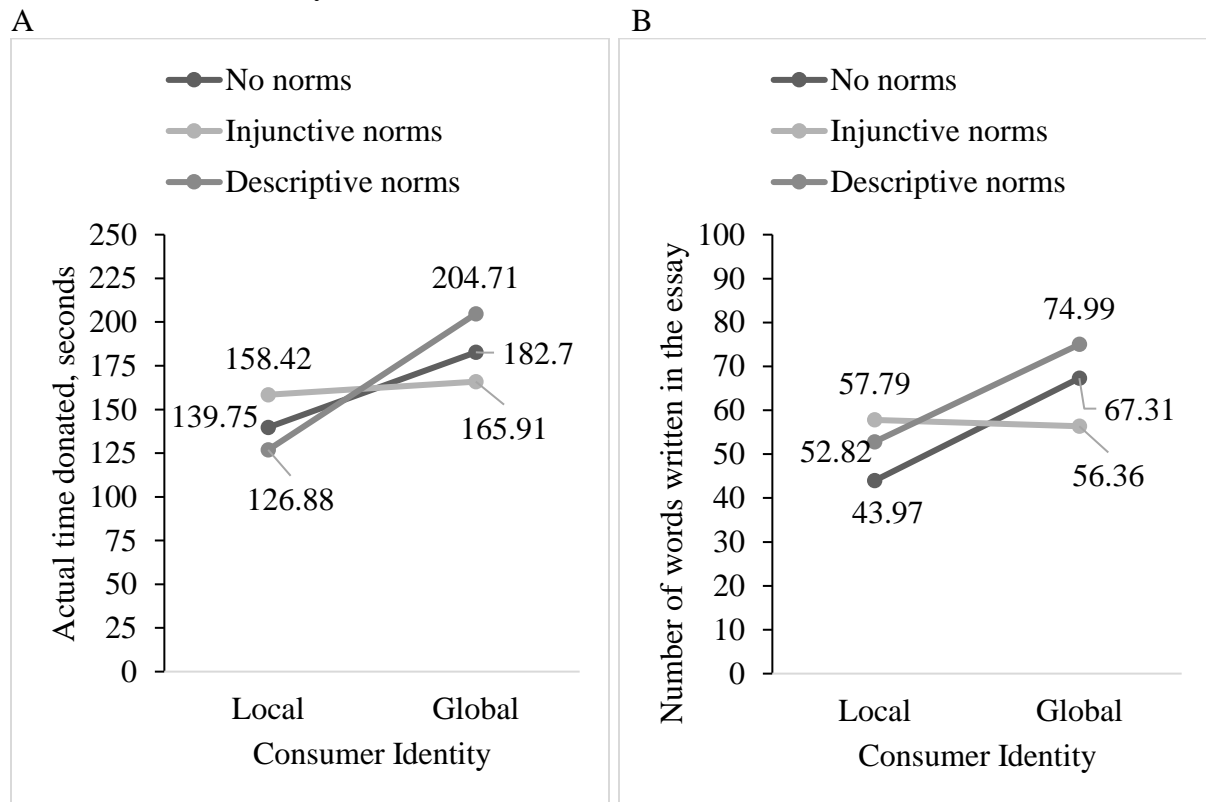 A
No norms
Injunctive norms
Descriptive norms
Actual time donated, seconds
250
225
200
175
150
125
100
75
50
25
0
204.71
158.42
182.7
139.75
165.91
126.88
Local
Global
Consumer Identity
B
No norms
Injunctive norms
Descriptive norms
Number of words written in the essay
100
90
80
70
60
50
40
30
20
10
0
74.99
57.79
67.31
52.82
56.36
43.97
Local
Global
Consumer Identity